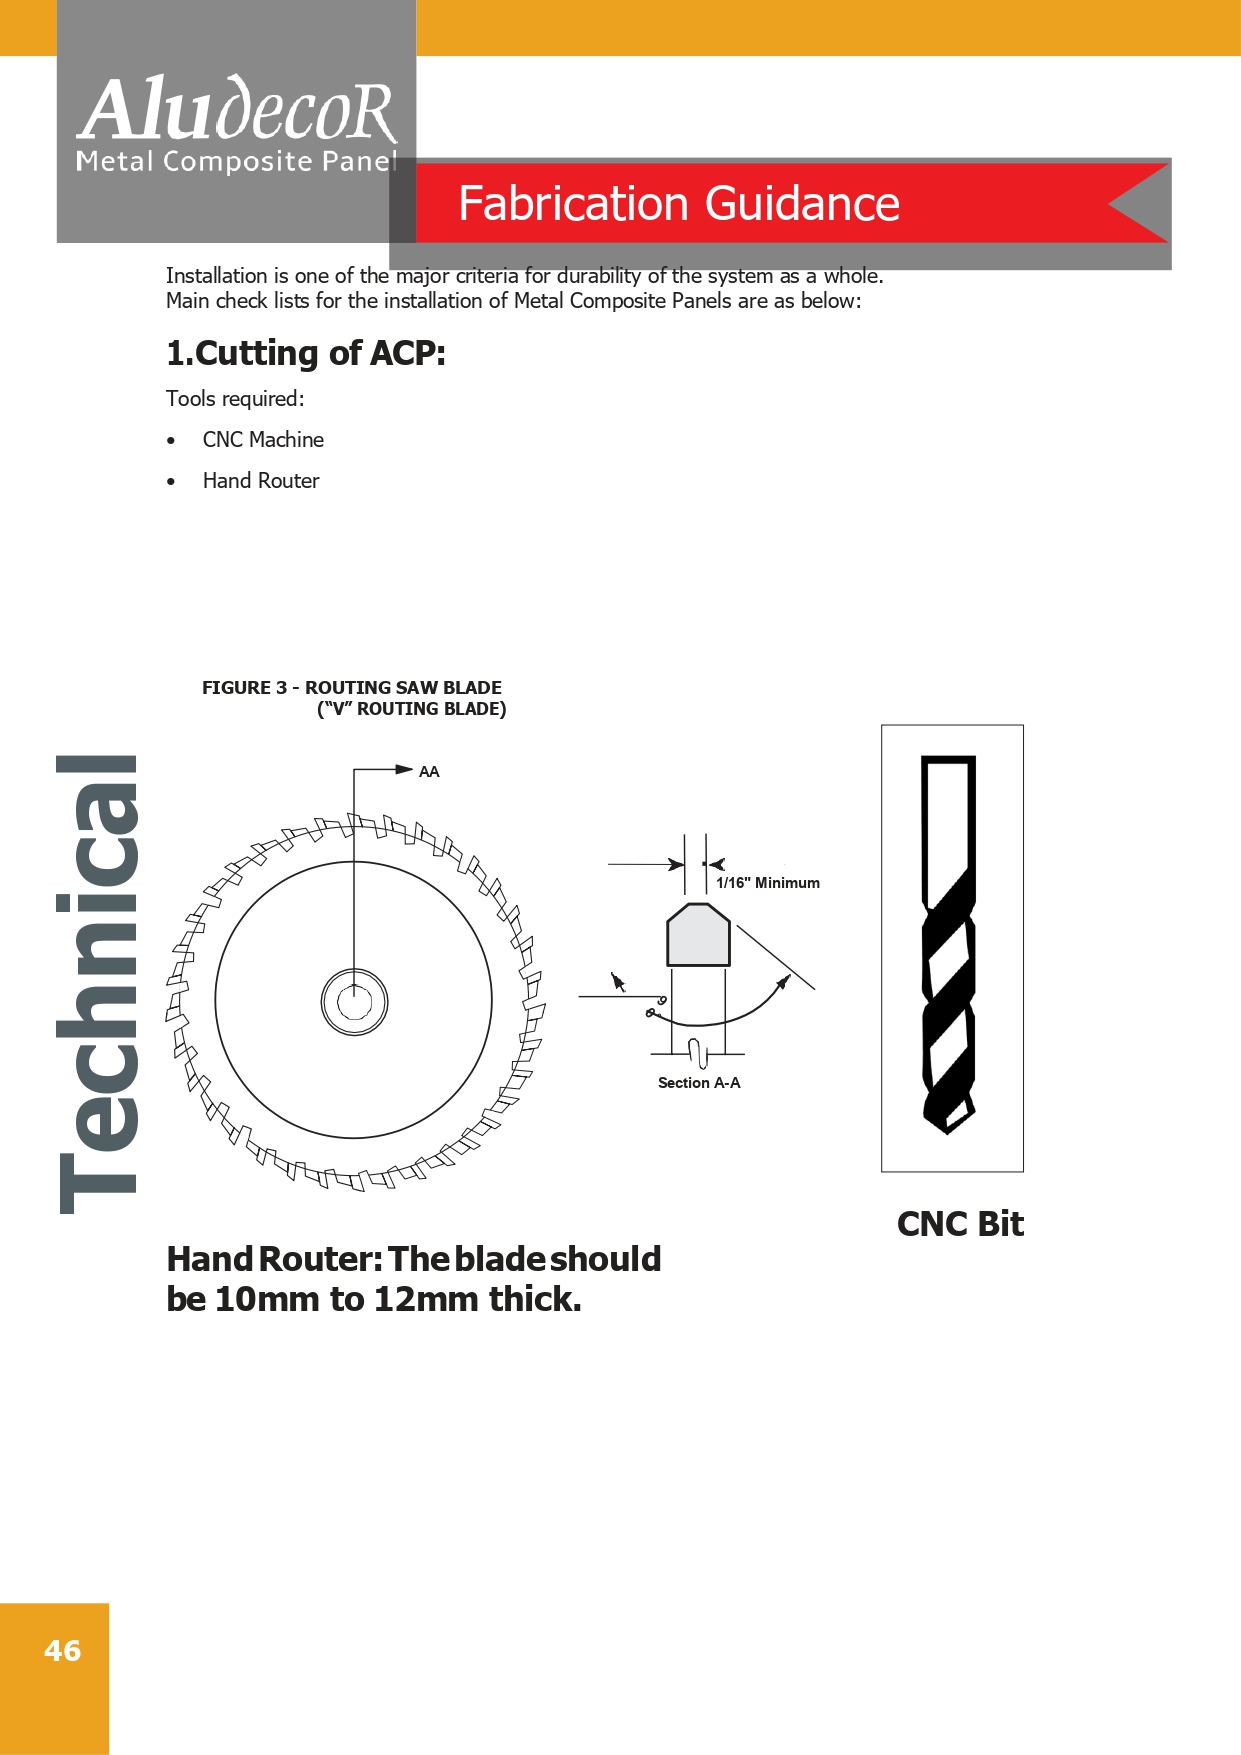 AludecoR
Metal Composite Panel
Fabrication Guidance
Installation is one of the major criteria for durability of the system as a whole.
Main check lists for the installation of Metal Composite Panels are as below:
1.Cutting of ACP:
Tools required:
• CNC Machine
• Hand Router
FIGURE 3 - ROUTING SAW BLADE
(“V” ROUTING BLADE)
AA
1/16" Minimum
Section A-A
CNC Bit
Hand Router: The blade should
be 10mm to 12mm thick.
Technical
46